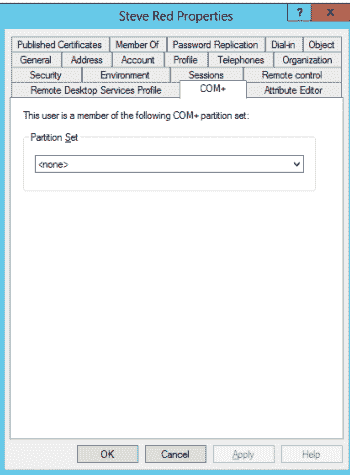 Steve Red Properties
? x
Published Certificates Member Of Password Replication Dial-in Object
General Address Account Profile Telephones Organization
Security Environment Sessions Remote control
Remote Desktop Services Profile COM+ Attribute Editor
This user is a member of the following COM+ partition set:
Partition Set
<none>
OK Cancel Apply Help